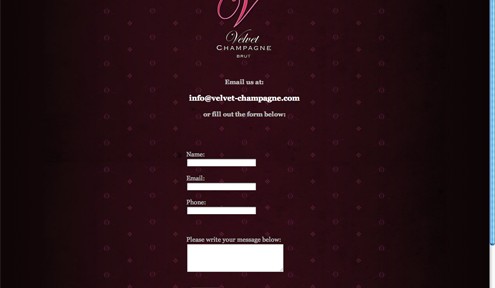 V
Velvet
CHAMPAGNE
BRUT
Email us at:
info@velvet-champagne.com
or fill out the form below:
Name:
Email:
Phone:
Please write your message below: